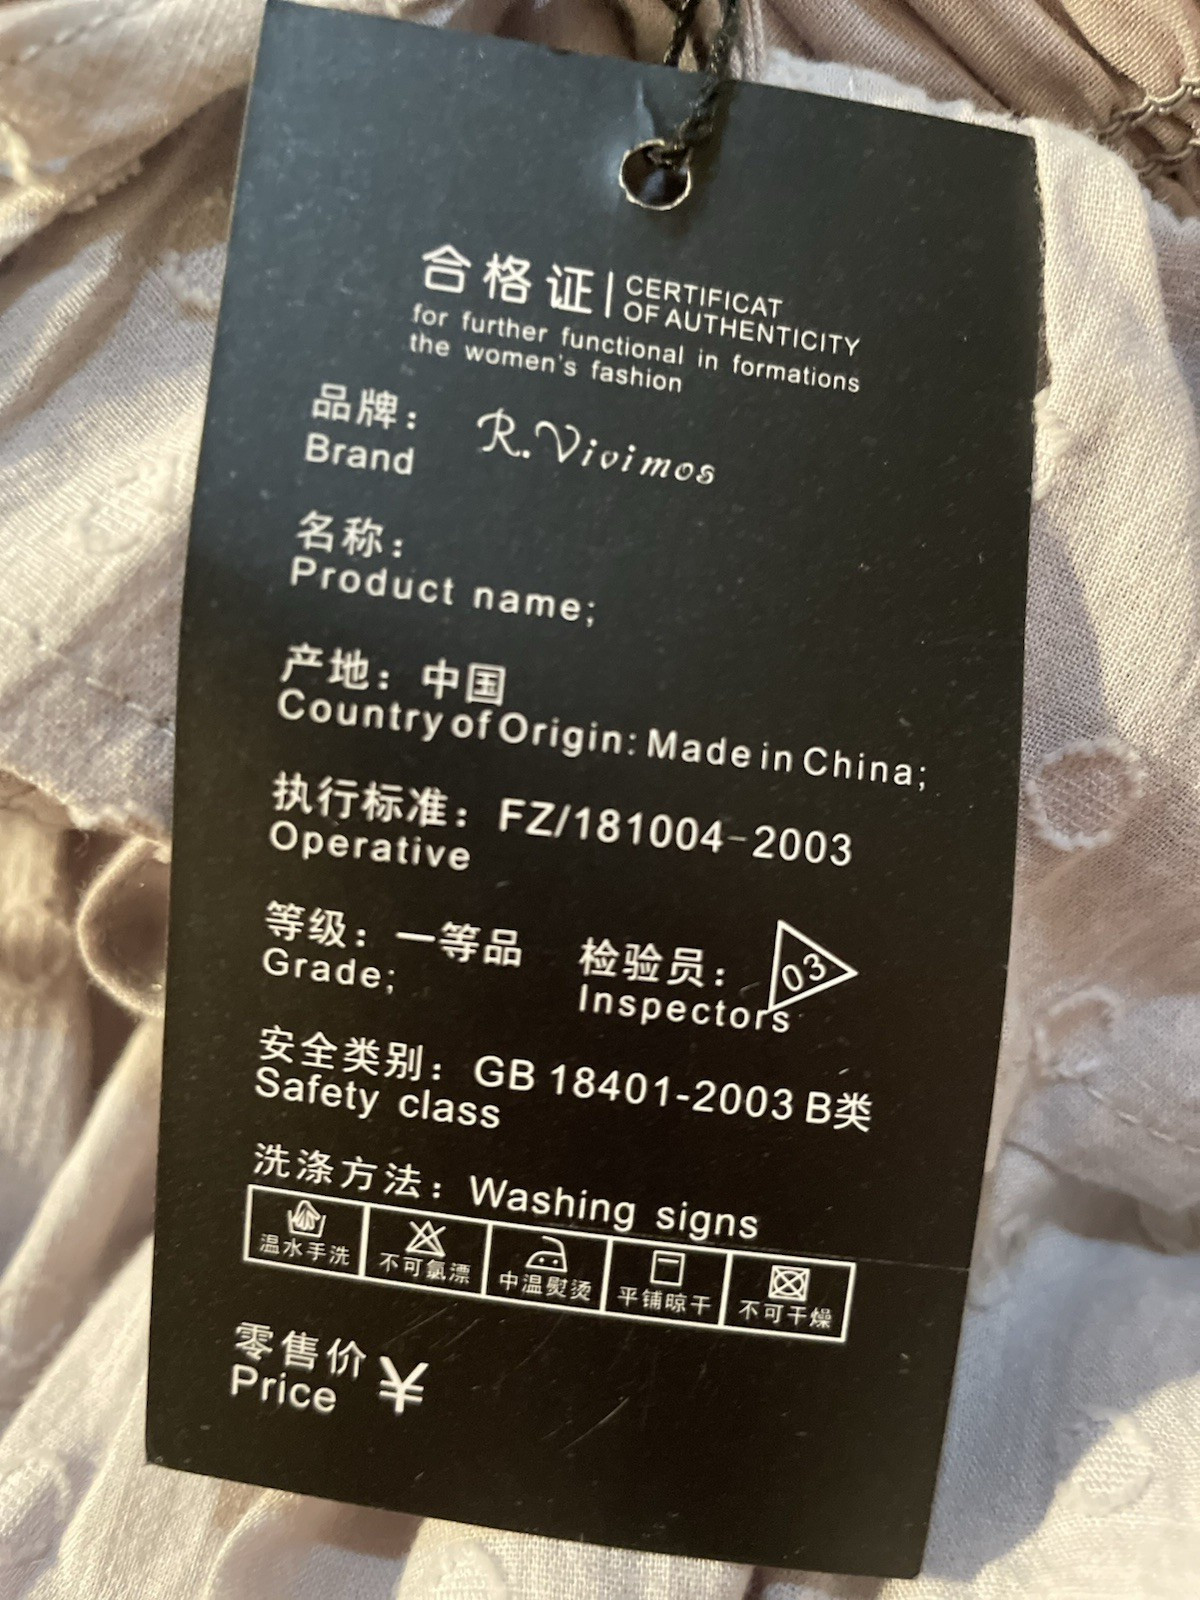 合格证 | CERTIFICAT
OF AUTHENTICITY
for further functional in formations
the women's fashion
品牌： R.Vivimos
Brand
名称：
Product name;
产地：中国
Country of Origin: Made in China;
执行标准：FZ/181004-2003
Operative
等级：一等品 检验员： 03
Grade; Inspectors
安全类别：GB 18401-2003 B类
Safety class
洗涤方法：Washing signs
温水手洗 不可氯漂 中温熨烫 平铺晾干 不可干燥
零售价 ¥
Price